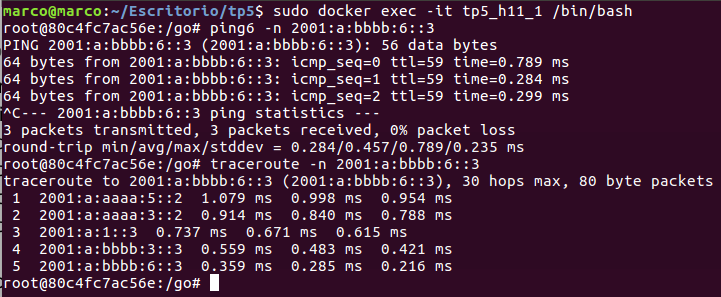 marco@marco:~/Escritorio/tp5$ sudo docker exec -it tp5_h11_1 /bin/bash
root@80c4fc7ac56e:/go# ping6 -n 2001:a:bbbb:6::3
PING 2001:a:bbbb:6::3 (2001:a:bbbb:6::3): 56 data bytes
64 bytes from 2001:a:bbbb:6::3: icmp_seq=0 ttl=59 time=0.789 ms
64 bytes from 2001:a:bbbb:6::3: icmp_seq=1 ttl=59 time=0.284 ms
64 bytes from 2001:a:bbbb:6::3: icmp_seq=2 ttl=59 time=0.299 ms
^C--- 2001:a:bbbb:6::3 ping statistics ---
3 packets transmitted, 3 packets received, 0% packet loss
round-trip min/avg/max/stddev = 0.284/0.457/0.789/0.235 ms
root@80c4fc7ac56e:/go# traceroute -n 2001:a:bbbb:6::3
traceroute to 2001:a:bbbb:6::3 (2001:a:bbbb:6::3), 30 hops max, 80 byte packets
1 2001:a:aaaa:5::2 1.079 ms 0.998 ms 0.954 ms
2 2001:a:aaaa:3::2 0.914 ms 0.840 ms 0.788 ms
3 2001:a:1::3 0.737 ms 0.671 ms 0.615 ms
4 2001:a:bbbb:3::3 0.559 ms 0.483 ms 0.421 ms
5 2001:a:bbbb:6::3 0.359 ms 0.285 ms 0.216 ms
root@80c4fc7ac56e:/go#